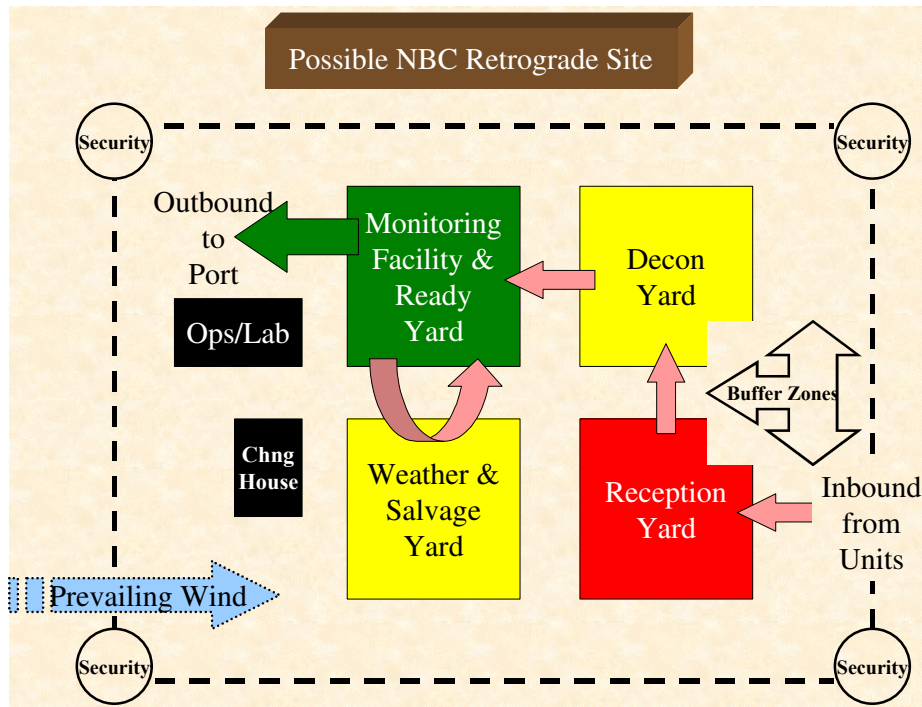 Possible NBC Retrograde Site
Security
Security
Outbound
to
Port
Monitoring
Facility &
Ready
Yard
Decon
Yard
Ops/Lab
Buffer Zones
Chng
House
Weather &
Salvage
Yard
Reception
Yard
Inbound
from
Units
Prevailing Wind
Security
Security